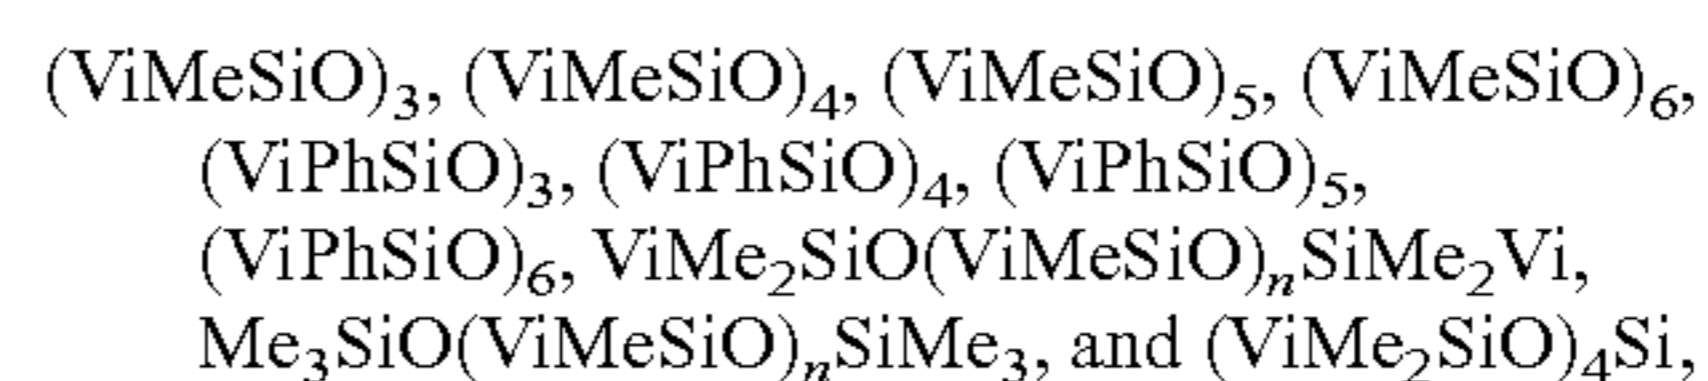 (ViMeSiO)₃, (ViMeSiO)₄, (ViMeSiO)₅, (ViMeSiO)₆,
(ViPhSiO)₃, (ViPhSiO)₄, (ViPhSiO)₅,
(ViPhSiO)₆, ViMe₂SiO(ViMeSiO)ₙSiMe₂Vi,
Me₃SiO(ViMeSiO)ₙSiMe₃, and (ViMe₂SiO)₄Si,